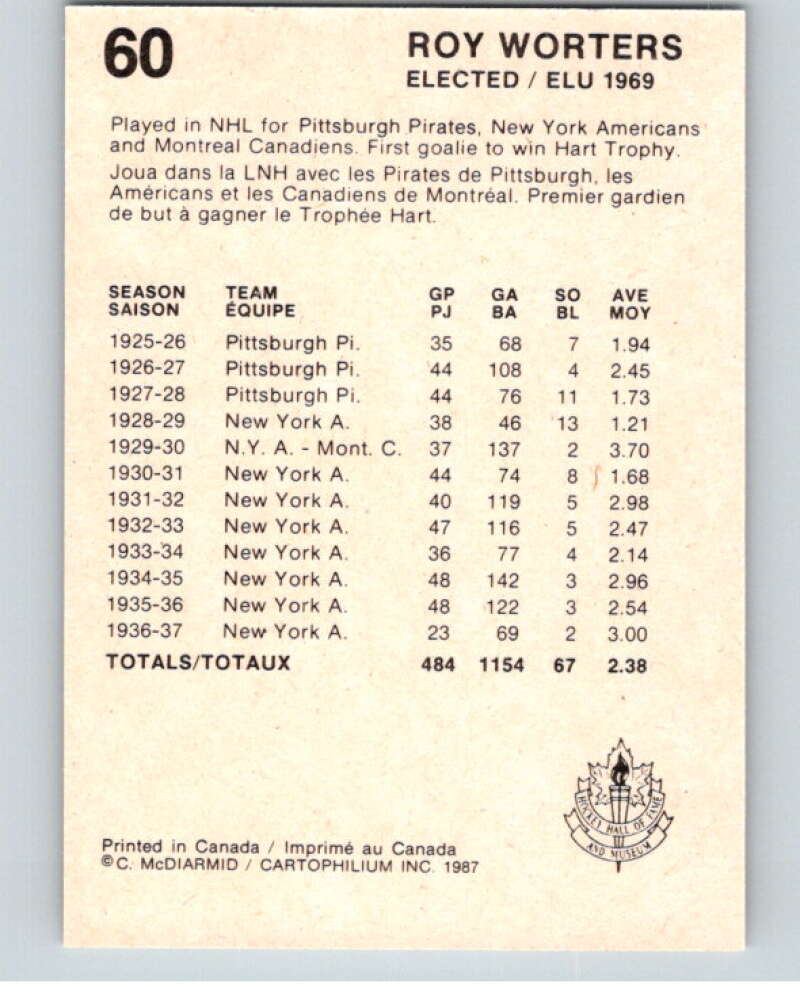 60
ROY WORTERS
ELECTED / ELU 1969
Played in NHL for Pittsburgh Pirates, New York Americans
and Montreal Canadiens. First goalie to win Hart Trophy.
Joua dans la LNH avec les Pirates de Pittsburgh, les
Américans et les Canadiens de Montréal. Premier gardien
de but à gagner le Trophée Hart.
SEASON TEAM GP GA SO AVE
SAISON ÉQUIPE PJ BA BL MOY
1925-26 Pittsburgh Pi. 35 68 7 1.94
1926-27 Pittsburgh Pi. 44 108 4 2.45
1927-28 Pittsburgh Pi. 44 76 11 1.73
1928-29 New York A. 38 46 13 1.21
1929-30 N.Y. A. - Mont. C. 37 137 2 3.70
1930-31 New York A. 44 74 8 1.68
1931-32 New York A. 40 119 5 2.98
1932-33 New York A. 47 116 5 2.47
1933-34 New York A. 36 77 4 2.14
1934-35 New York A. 48 142 3 2.96
1935-36 New York A. 48 122 3 2.54
1936-37 New York A. 23 69 2 3.00
TOTALS/TOTAUX 484 1154 67 2.38
HOCKEY HALL OF FAME
AND MUSEUM
Printed in Canada / Imprimé au Canada
©C. McDIARMID / CARTOPHILIUM INC. 1987